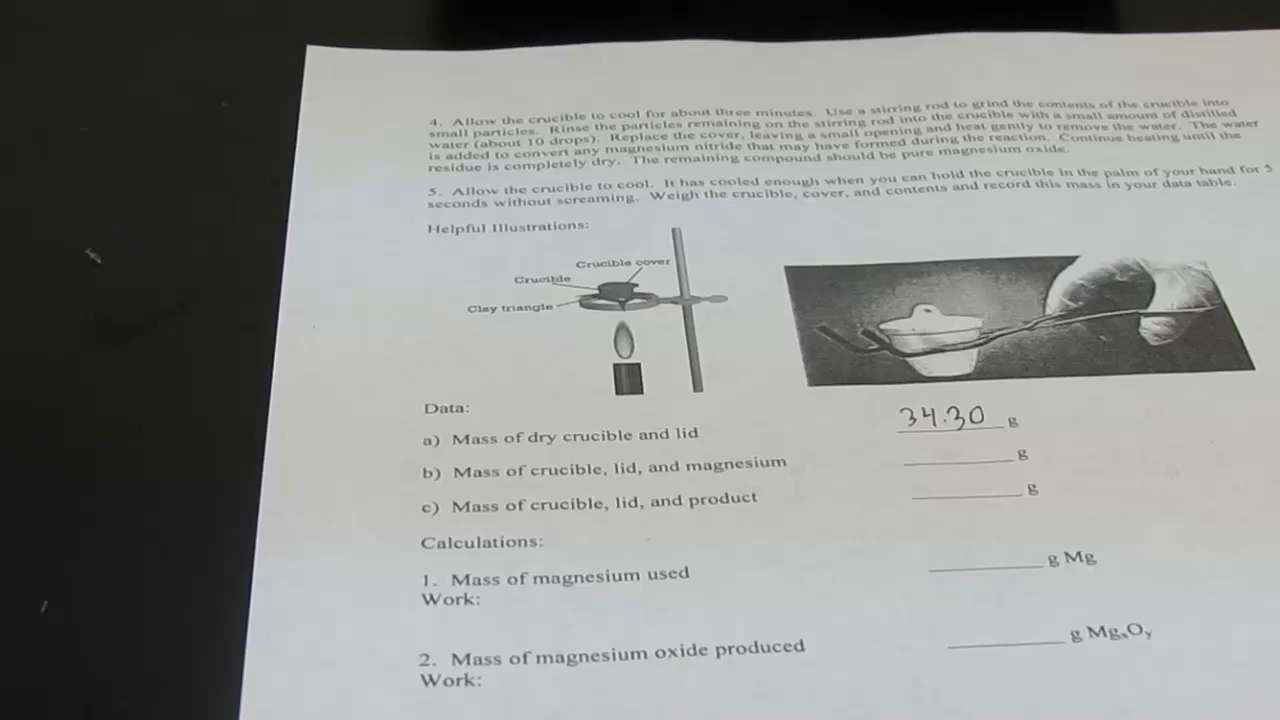 4. Allow the crucible to cool for about three minutes. Use a stirring rod to grind the contents of the crucible into
small particles. Rinse the particles remaining on the stirring rod into the crucible with a small amount of distilled
water (about 10 drops). Replace the cover, leaving a small opening and heat gently to remove the water. The water
is added to convert any magnesium nitride that may have formed during the reaction. Continue heating until the
residue is completely dry. The remaining compound should be pure magnesium oxide.
5. Allow the crucible to cool. It has cooled enough when you can hold the crucible in the palm of your hand for 5
seconds without screaming. Weigh the crucible, cover, and contents and record this mass in your data table.
Helpful Illustrations:
Crucible cover
Crucible
Clay triangle
Data:
a) Mass of dry crucible and lid 34.30 g
b) Mass of crucible, lid, and magnesium ______ g
c) Mass of crucible, lid, and product ______ g
Calculations:
1. Mass of magnesium used ______ g Mg
Work:
2. Mass of magnesium oxide produced ______ g MgₓOᵧ
Work: